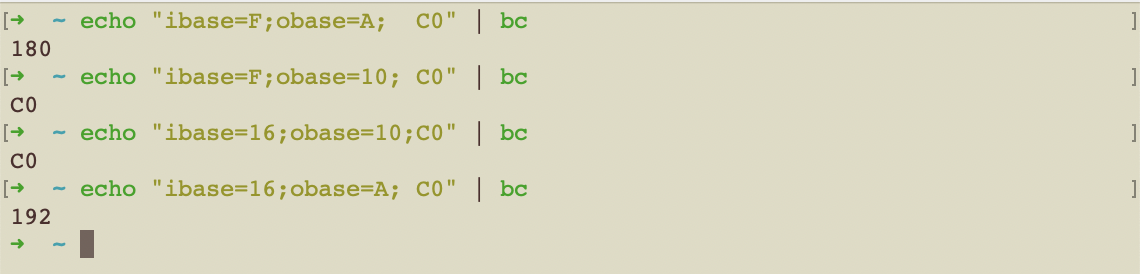 [➜  ~ echo "ibase=F;obase=A;  C0" | bc ]
180
[➜  ~ echo "ibase=F;obase=10; C0" | bc ]
C0
[➜  ~ echo "ibase=16;obase=10;C0" | bc ]
C0
[➜  ~ echo "ibase=16;obase=A; C0" | bc ]
192
➜  ~